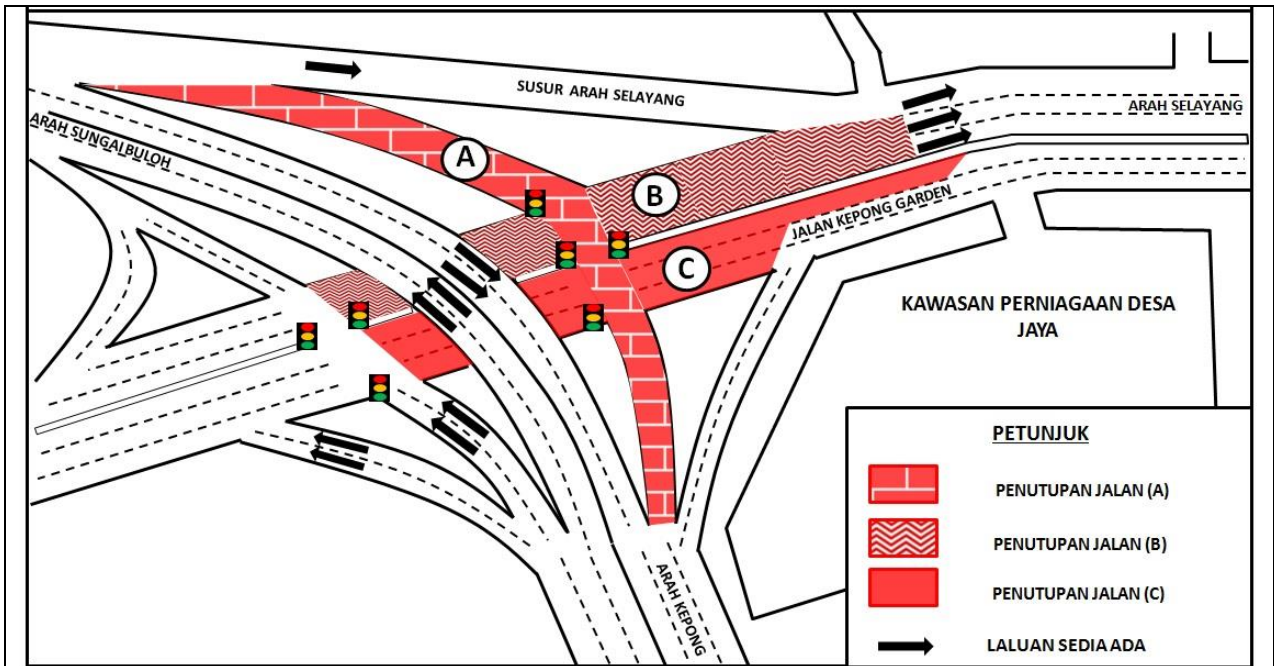 SUSUR ARAH SELAYANG
ARAH SELAYANG
ARAH SUNGAI BULOH
A
B
C
JALAN KEPONG GARDEN
KAWASAN PERNIAGAAN DESA
JAYA
ARAH KEPONG
PETUNJUK
PENUTUPAN JALAN (A)
PENUTUPAN JALAN (B)
PENUTUPAN JALAN (C)
LALUAN SEDIA ADA